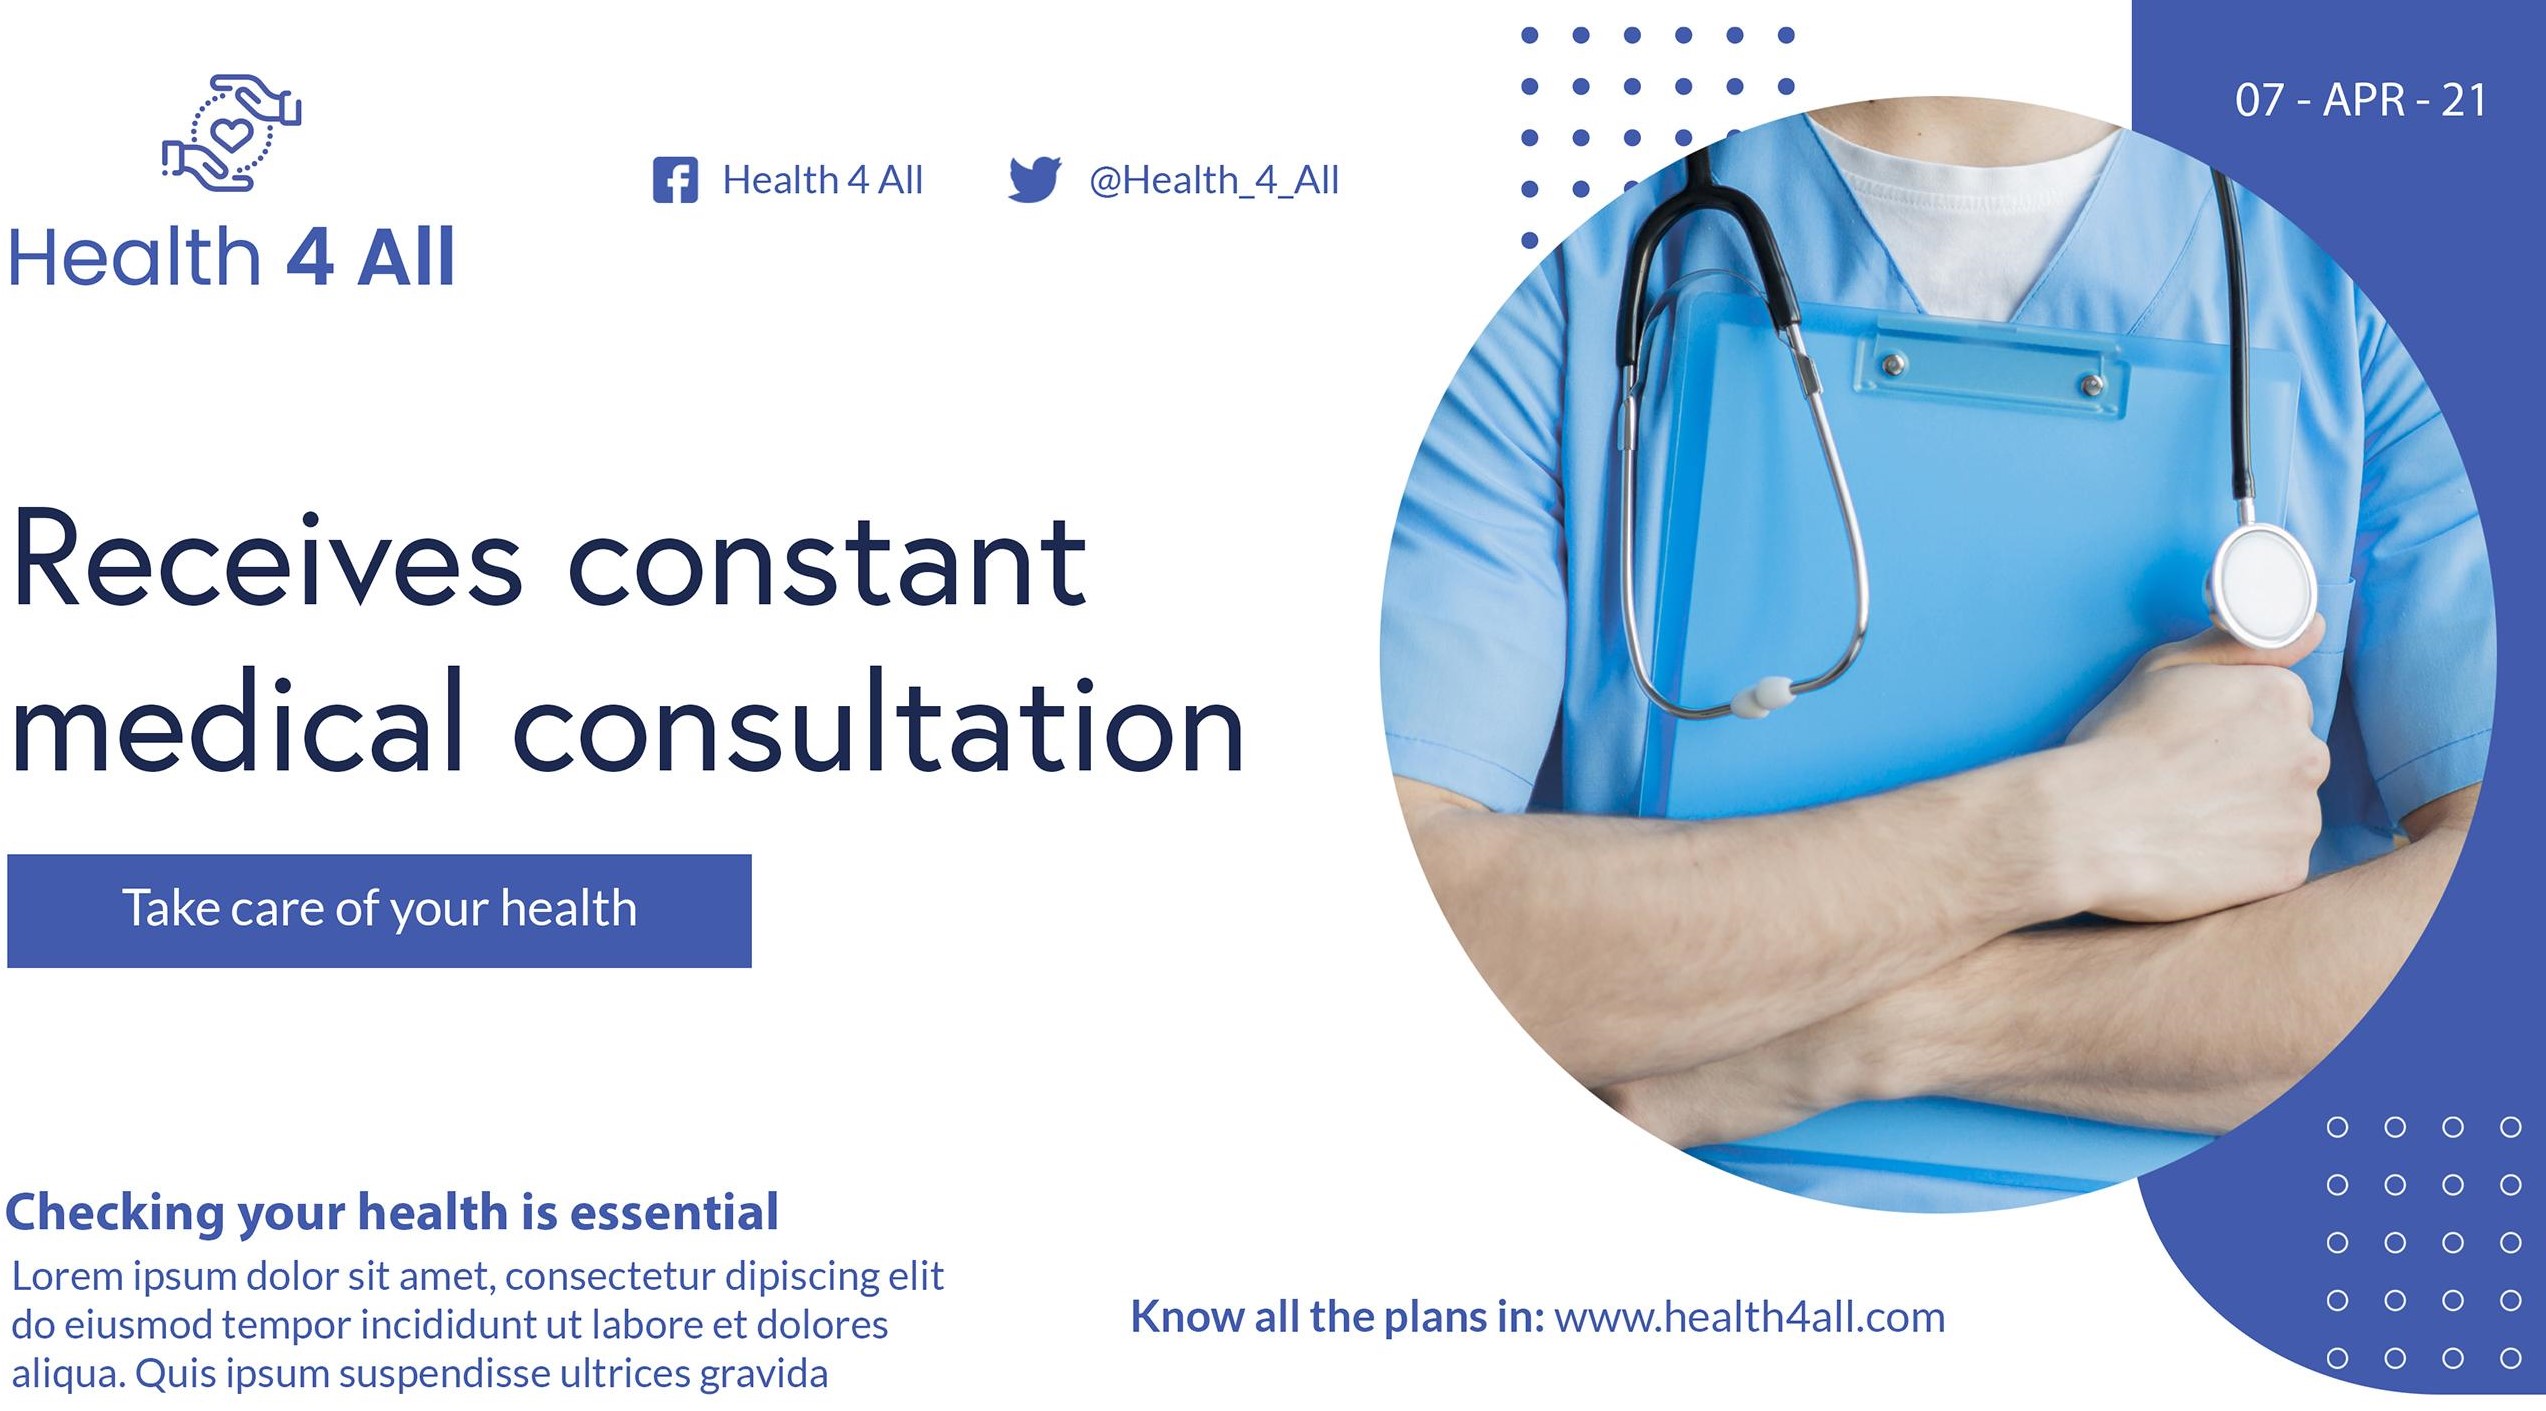 07 - APR - 21
Health 4 All
@Health_4_All
Health 4 All
Receives constant
medical consultation
Take care of your health
Checking your health is essential
Lorem ipsum dolor sit amet, consectetur dipiscing elit
do eiusmod tempor incididunt ut labore et dolores
aliqua. Quis ipsum suspendisse ultrices gravida
Know all the plans in: www.health4all.com